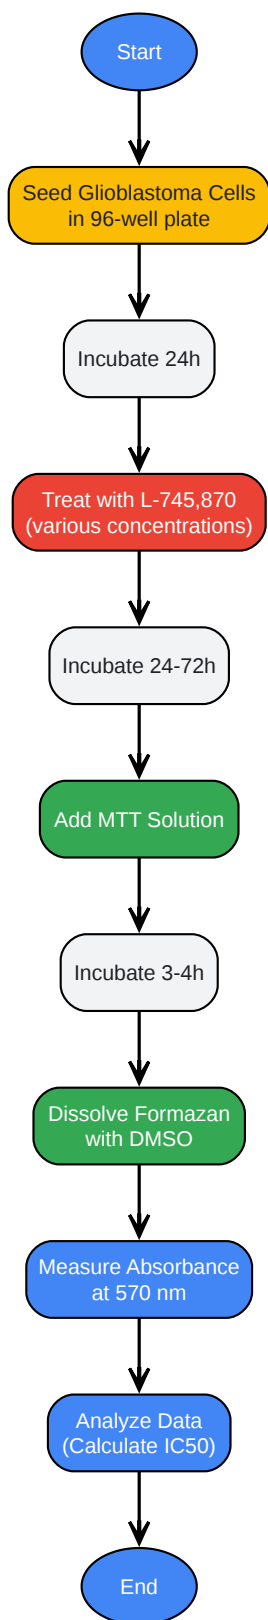 Start
Seed Glioblastoma Cells
in 96-well plate
Incubate 24h
Treat with L-745,870
(various concentrations)
Incubate 24-72h
Add MTT Solution
Incubate 3-4h
Dissolve Formazan
with DMSO
Measure Absorbance
at 570 nm
Analyze Data
(Calculate IC50)
End